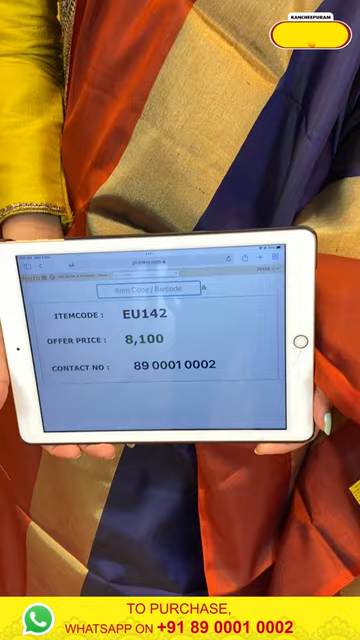 KANCHEEPURAM
Item Code / Barcode
ITEMCODE : EU142
OFFER PRICE : 8,100
CONTACT NO : 89 0001 0002
TO PURCHASE,
WHATSAPP ON +91 89 0001 0002